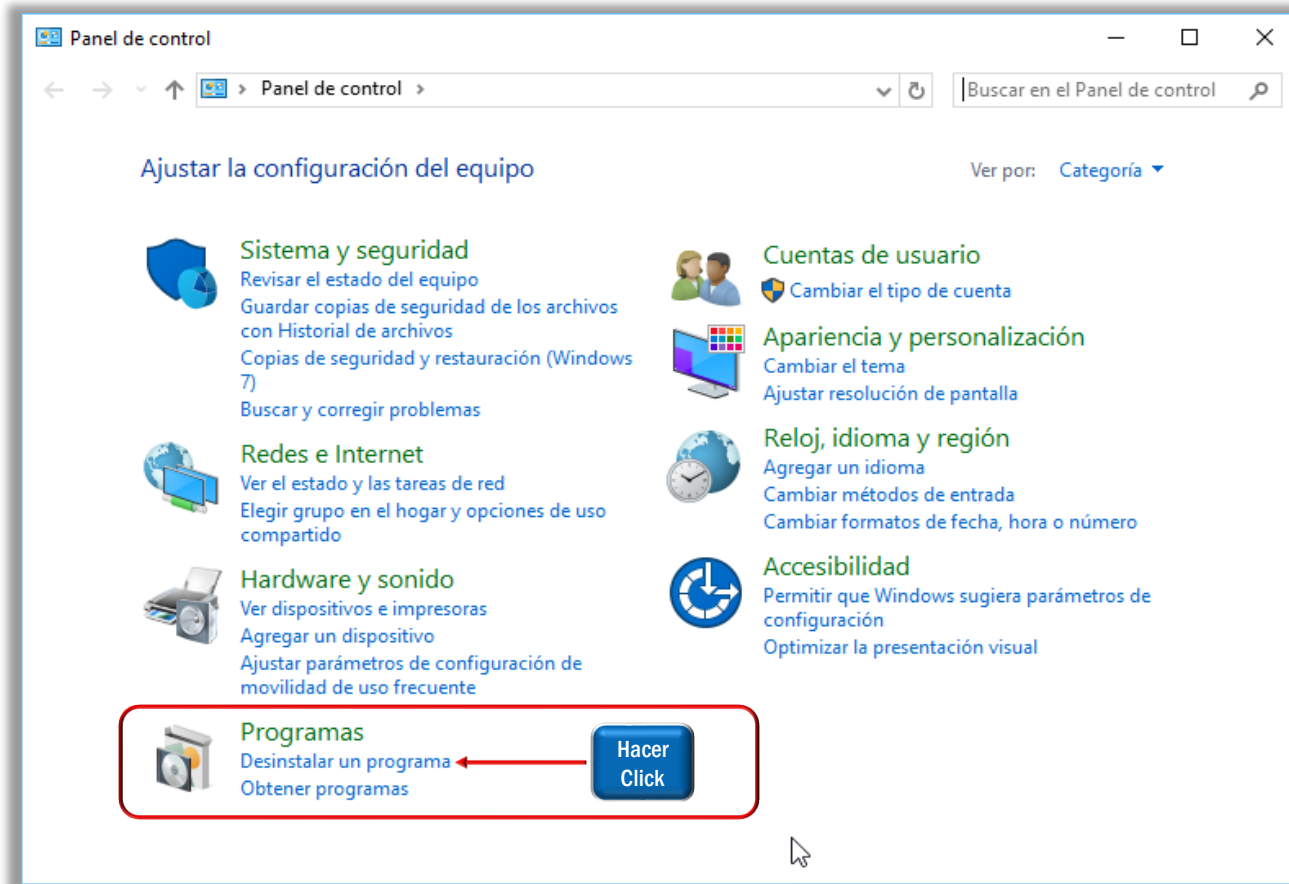 Panel de control
Panel de control
Buscar en el Panel de control
Ajustar la configuración del equipo
Ver por: Categoría
Sistema y seguridad
Revisar el estado del equipo
Guardar copias de seguridad de los archivos
con Historial de archivos
Copias de seguridad y restauración (Windows
7)
Buscar y corregir problemas
Redes e Internet
Ver el estado y las tareas de red
Elegir grupo en el hogar y opciones de uso
compartido
Hardware y sonido
Ver dispositivos e impresoras
Agregar un dispositivo
Ajustar parámetros de configuración de
movilidad de uso frecuente
Programas
Desinstalar un programa
Obtener programas
Hacer
Click
Cuentas de usuario
Cambiar el tipo de cuenta
Apariencia y personalización
Cambiar el tema
Ajustar resolución de pantalla
Reloj, idioma y región
Agregar un idioma
Cambiar métodos de entrada
Cambiar formatos de fecha, hora o número
Accesibilidad
Permitir que Windows sugiera parámetros de
configuración
Optimizar la presentación visual